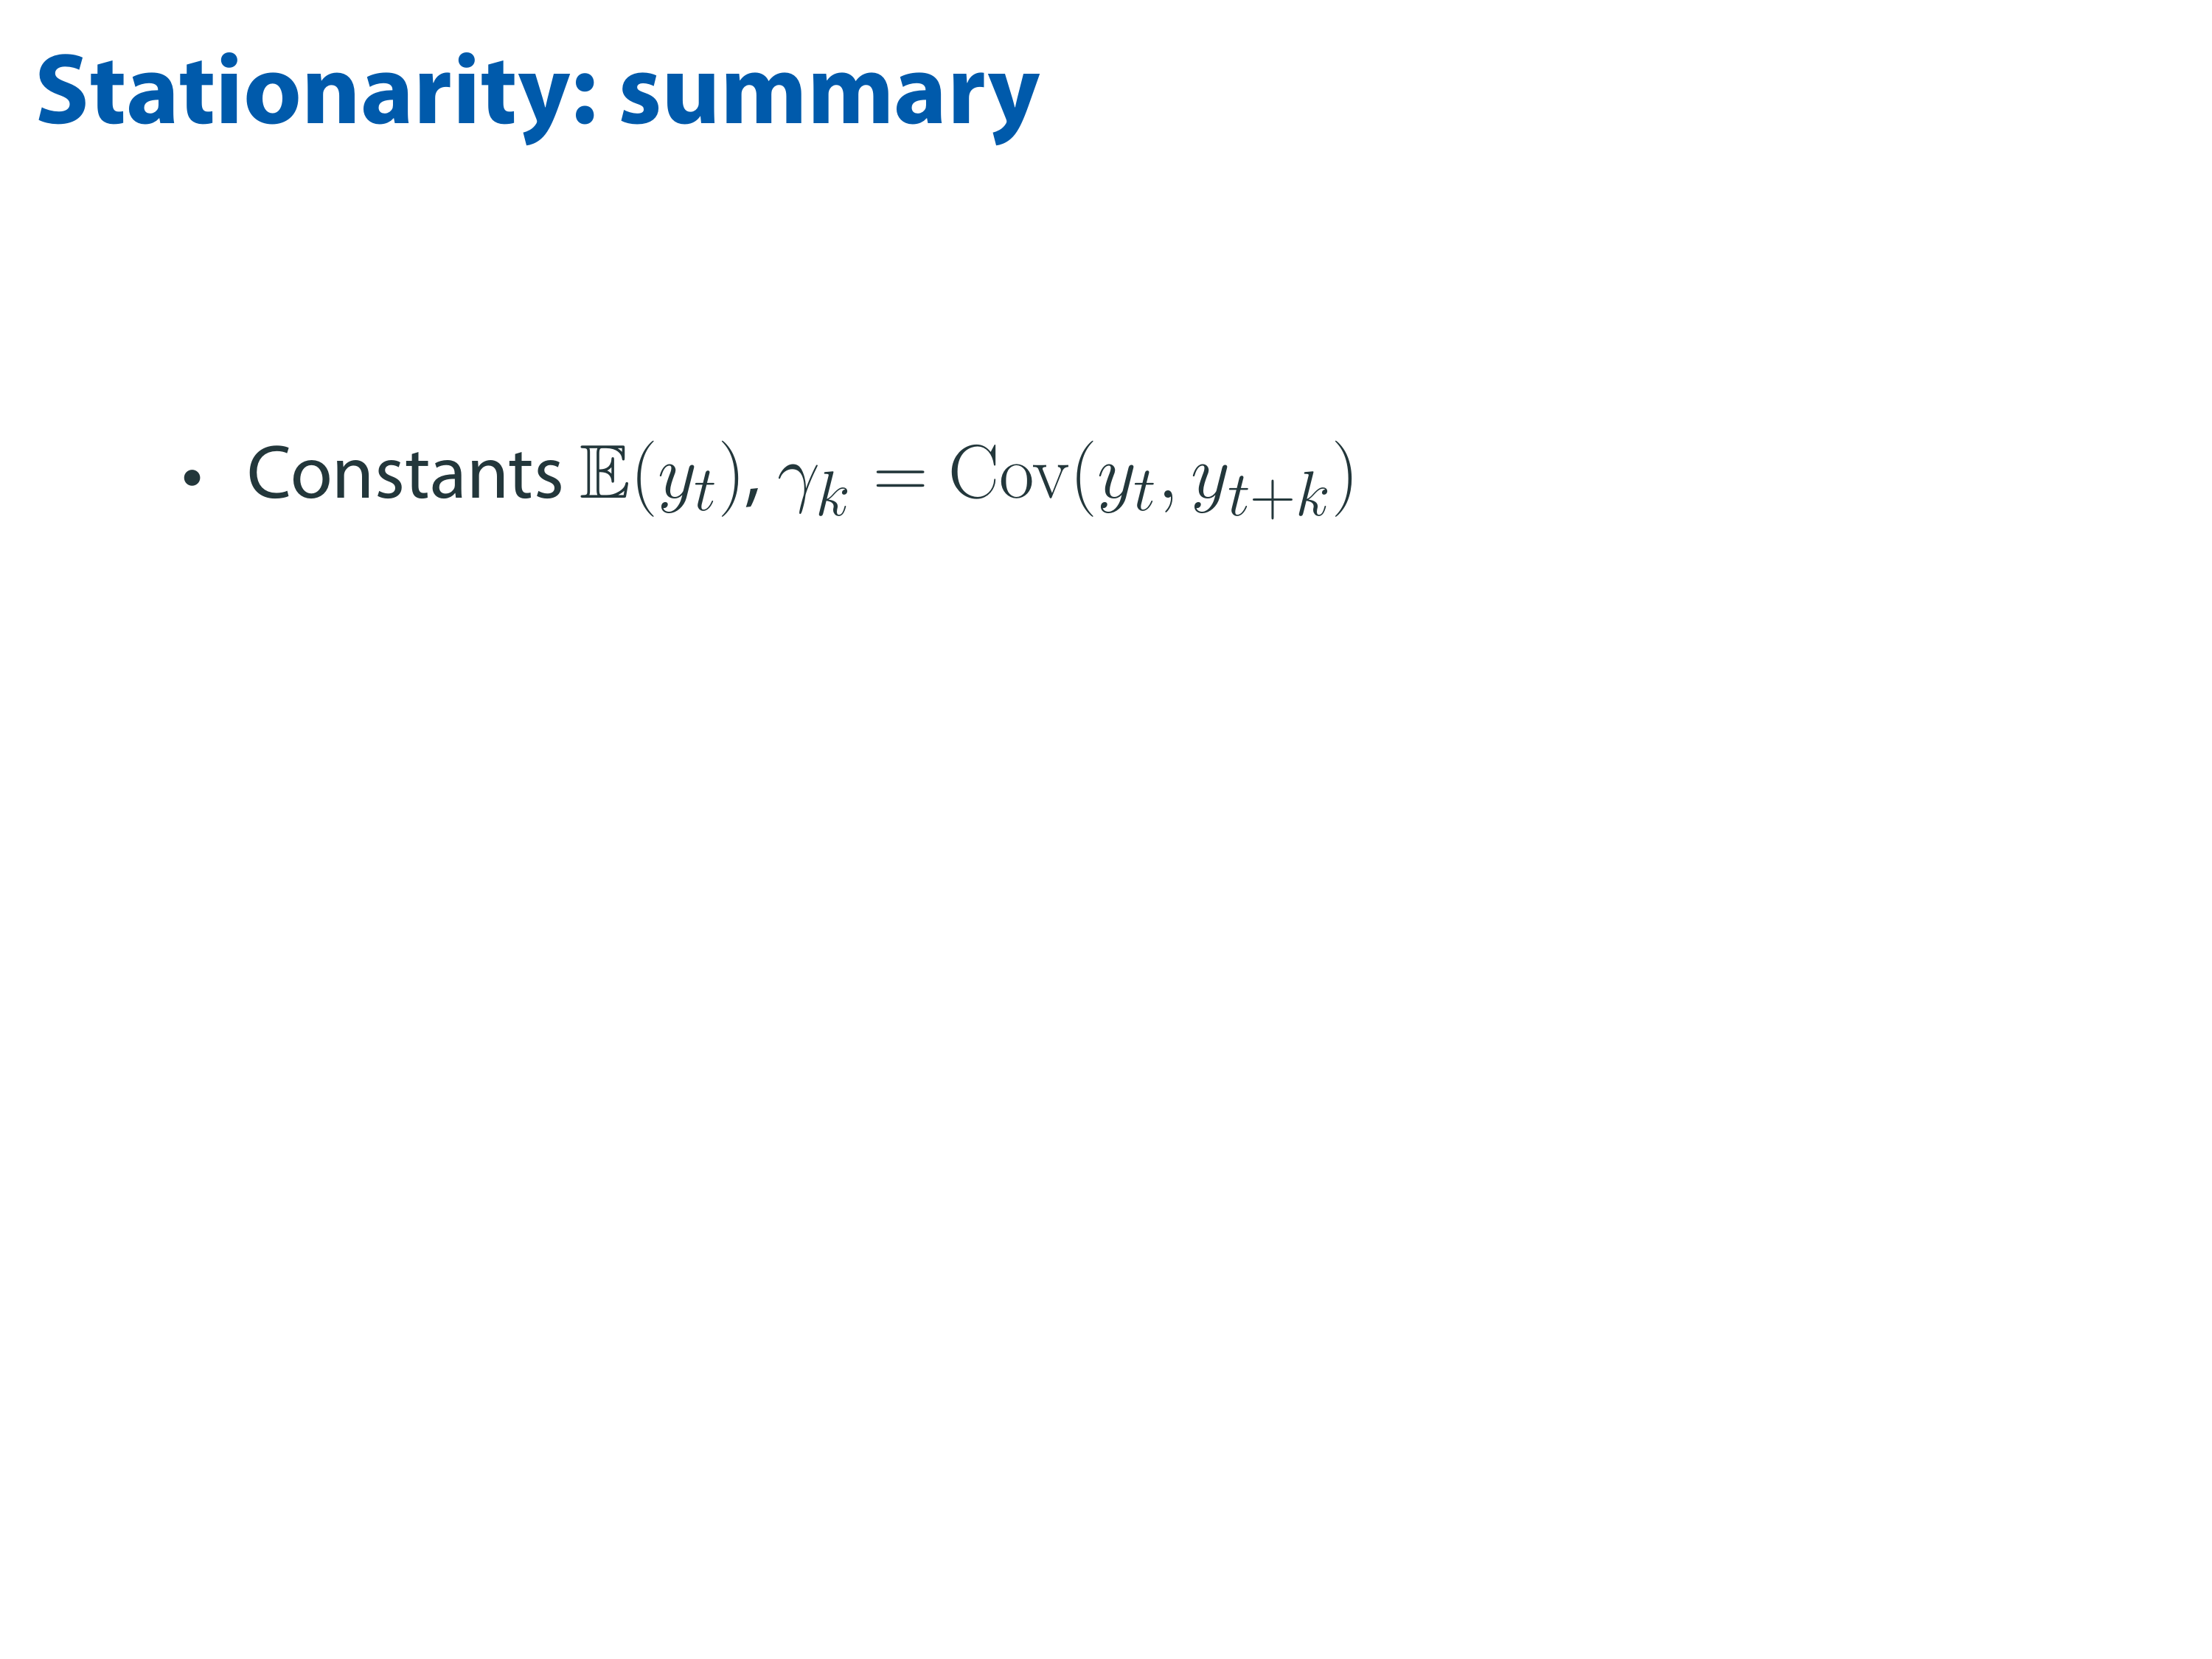 Stationarity: summary
• Constants 𝔼(y_t), γ_k = Cov(y_t, y_{t+k})